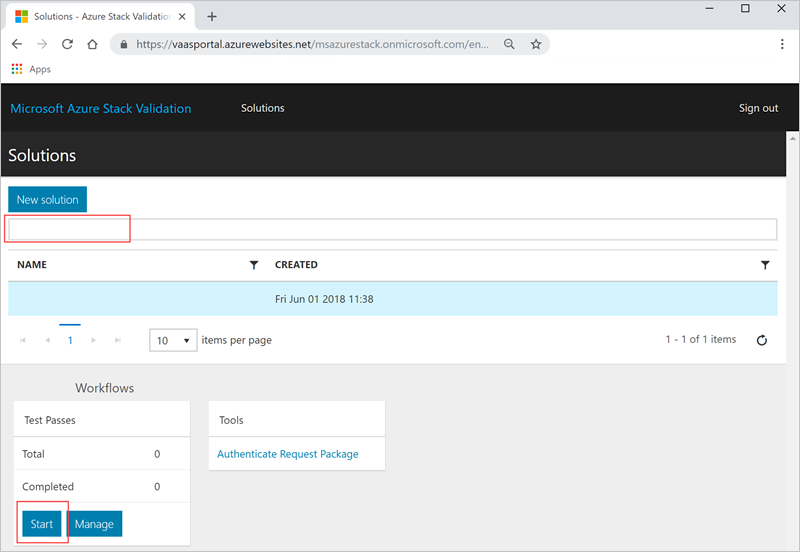 Solutions - Azure Stack Validation
https://vaasportal.azurewebsites.net/msazurestack.onmicrosoft.com/en...
Apps
Microsoft Azure Stack Validation Solutions Sign out
Solutions
New solution
NAME CREATED
Fri Jun 01 2018 11:38
1 10 items per page 1 - 1 of 1 items
Workflows
Test Passes Tools
Total 0 Authenticate Request Package
Completed 0
Start Manage